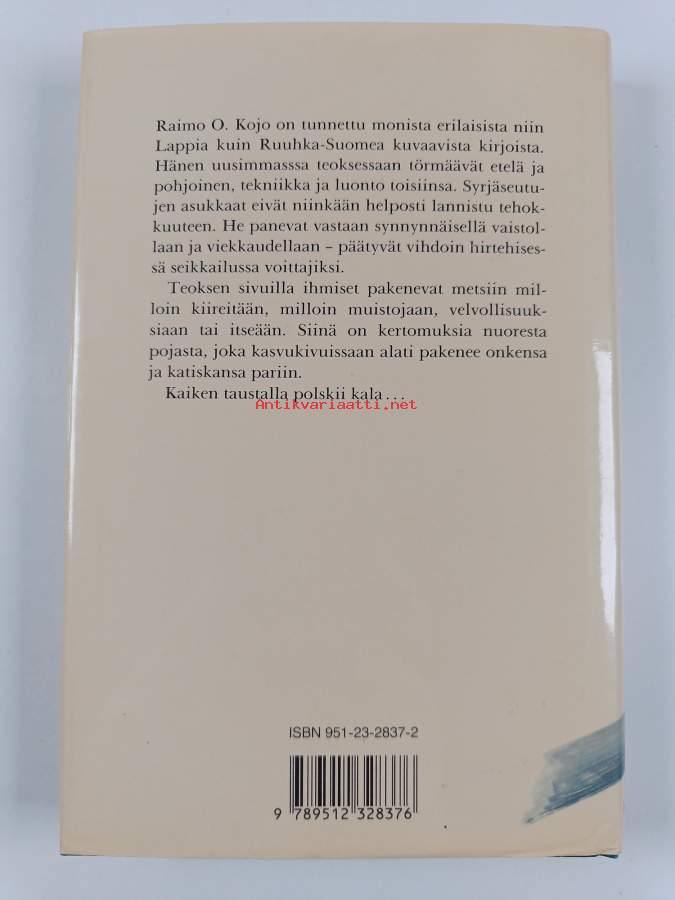 Raimo O. Kojo on tunnettu monista erilaisista niin
Lappia kuin Ruuhka-Suomea kuvaavista kirjoista.
Hänen uusimmasssa teoksessaan törmäävät etelä ja
pohjoinen, tekniikka ja luonto toisiinsa. Syrjäseutu-
jen asukkaat eivät niinkään helposti lannistu tehok-
kuuteen. He panevat vastaan synnynnäisellä vaistol-
laan ja viekkaudellaan – päätyvät vihdoin hirtehises-
sä seikkailussa voittajiksi.
Teoksen sivuilla ihmiset pakenevat metsiin mil-
loin kiireitään, milloin muistojaan, velvollisuuk-
siaan tai itseään. Siinä on kertomuksia nuoresta
pojasta, joka kasvukivuissaan alati pakenee onkensa
ja katiskansa pariin.
Kaiken taustalla polskii kala...
Antikvariaatti.net
ISBN 951-23-2837-2
9 789512 328376